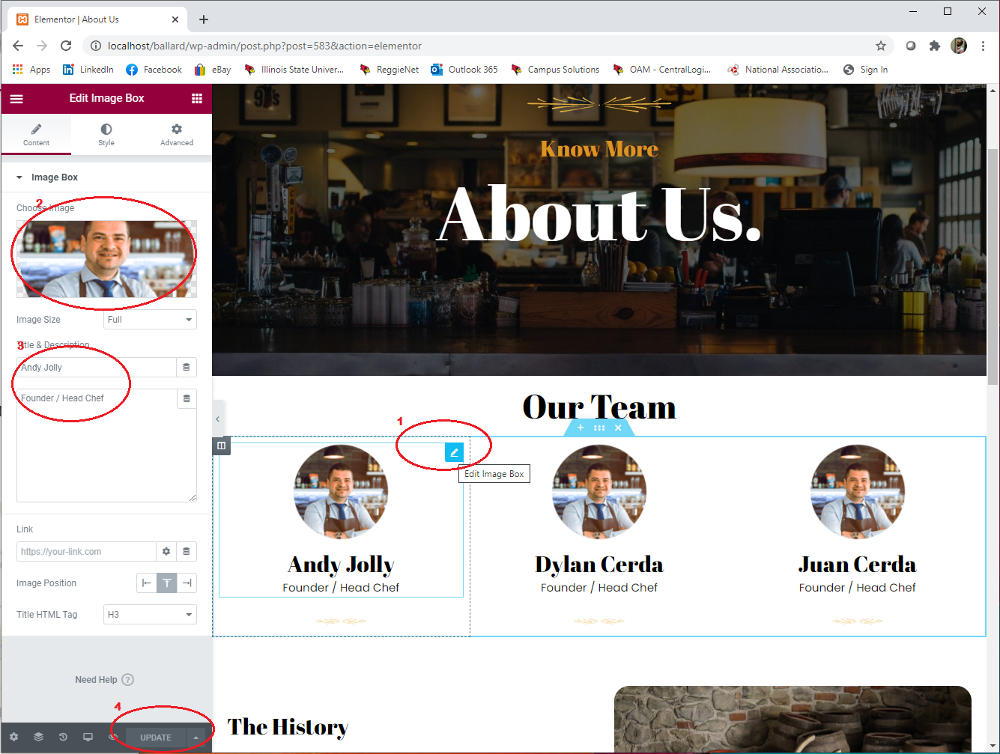 Elementor | About Us
localhost/ballard/wp-admin/post.php?post=583&action=elementor
Apps LinkedIn Facebook eBay Illinois State Univer... ReggieNet Outlook 365 Campus Solutions OAM - CentralLogi... National Associatio... Sign In
Edit Image Box
Content Style Advanced
Image Box
2
Choose Image
Image Size Full
3
Title & Description
Andy Jolly
Founder / Head Chef
Link
https://your-link.com
Image Position
Title HTML Tag H3
Need Help ?
4
UPDATE
Know More
About Us.
Our Team
1
Edit Image Box
Andy Jolly
Founder / Head Chef
Dylan Cerda
Founder / Head Chef
Juan Cerda
Founder / Head Chef
The History